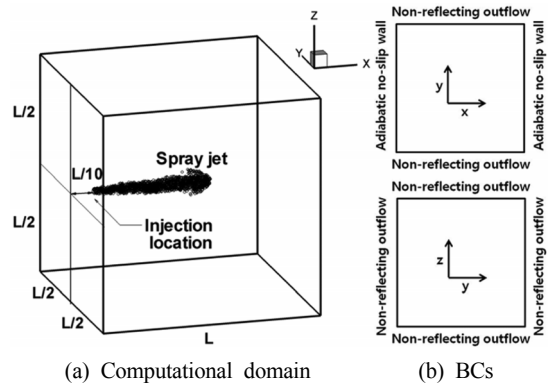 Z
Y
X
L/2
L/10
Spray jet
L/2
Injection
location
L/2
L/2
L
(a) Computational domain
Non-reflecting outflow
Adiabatic no-slip wall
y
x
Adiabatic no-slip wall
Non-reflecting outflow
Non-reflecting outflow
Non-reflecting outflow
z
y
Non-reflecting outflow
Non-reflecting outflow
(b) BCs